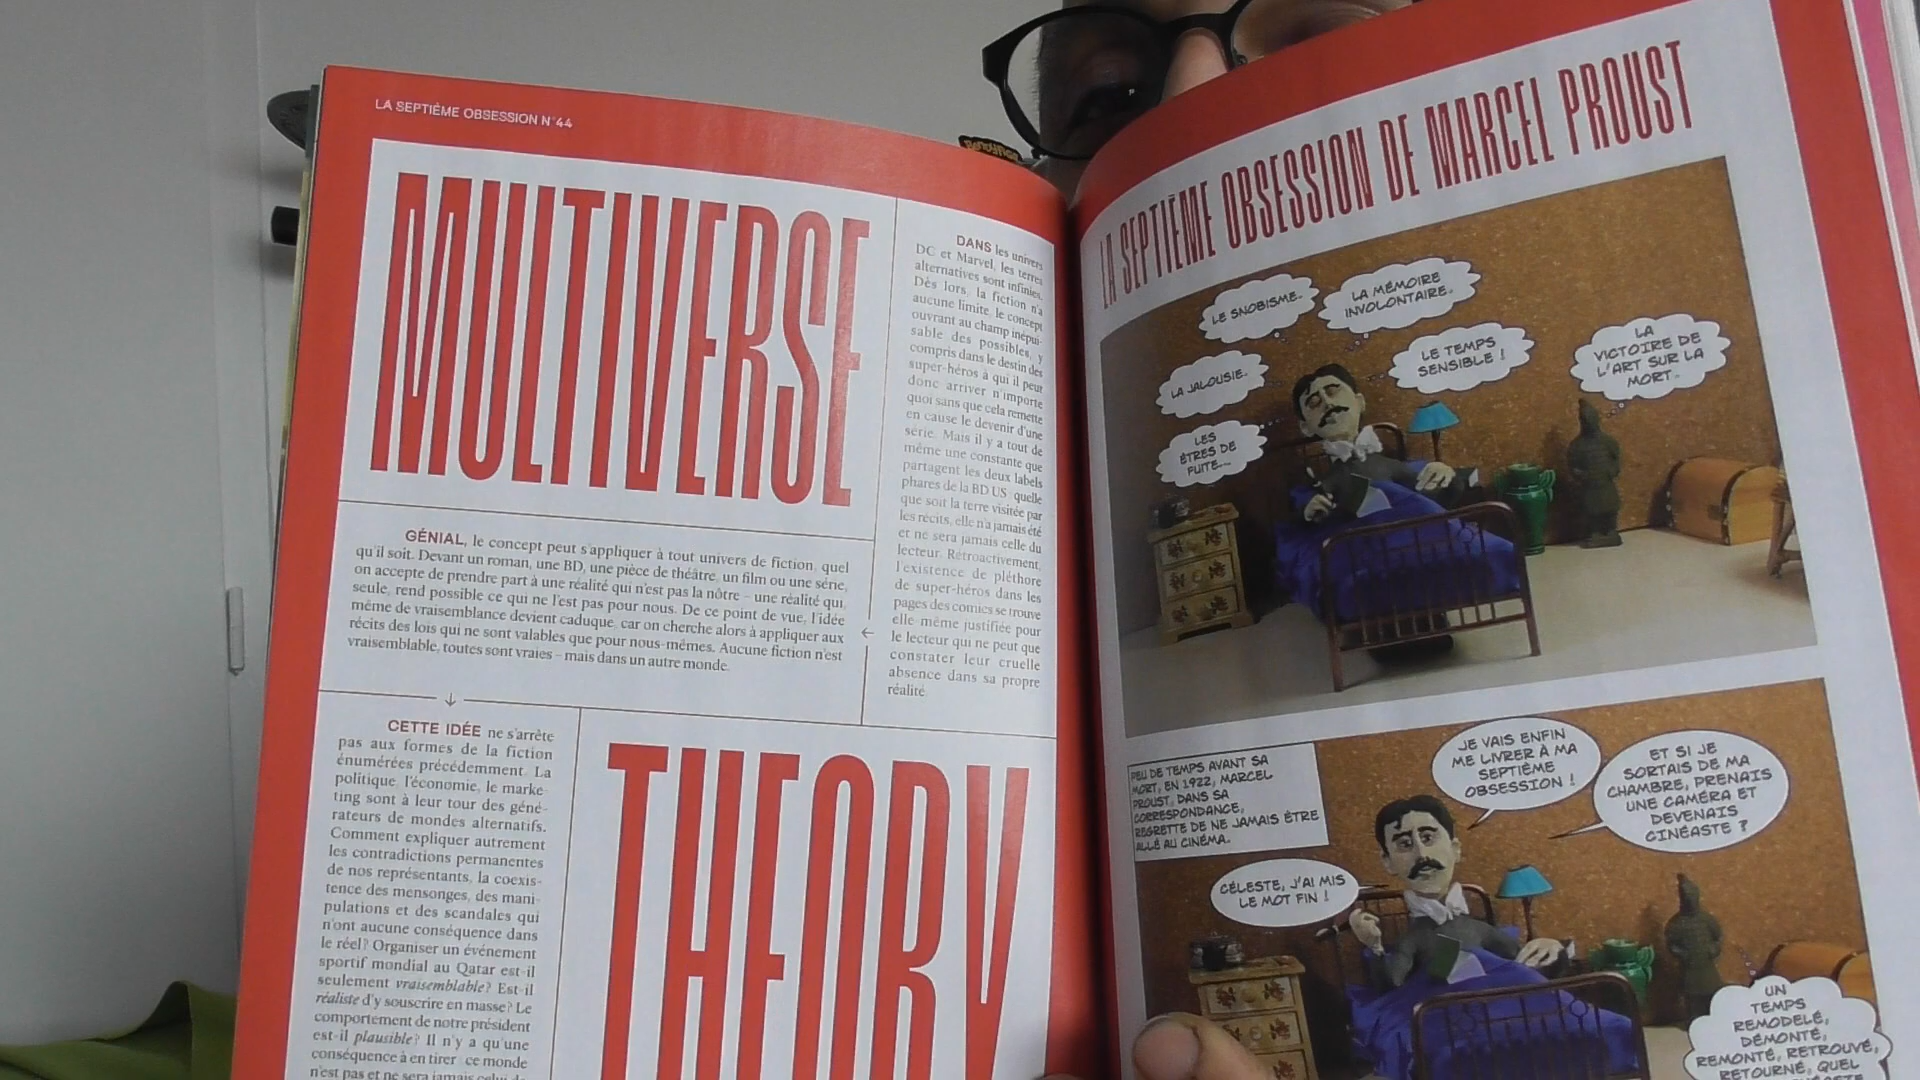 LA SEPTIÈME OBSESSION N°44
MULTIVERSE
GÉNIAL, le concept peut s'appliquer à tout univers de fiction, quel
qu'il soit. Devant un roman, une BD, une pièce de théâtre, un film ou une série,
on accepte de prendre part à une réalité qui n'est pas la nôtre – une réalité qui,
seule, rend possible ce qui ne l'est pas pour nous. De ce point de vue, l'idée
même de vraisemblance devient caduque, car on cherche alors à appliquer aux
récits des lois qui ne sont valables que pour nous-mêmes. Aucune fiction n'est
vraisemblable, toutes sont vraies – mais dans un autre monde.
DANS les univers
DC et Marvel, les terres
alternatives sont infinies.
Dès lors, la fiction n'a
aucune limite, le concept
ouvrant au champ inépui-
sable des possibles, y
compris dans le destin des
super-héros à qui il peut
donc arriver n'importe
quoi sans que cela remette
en cause le devenir d'une
série. Mais il y a tout de
même une constante que
partagent les deux labels
phares de la BD US : quelle
que soit la terre visitée par
les récits, elle n'a jamais été
et ne sera jamais celle du
lecteur. Rétroactivement,
l'existence de pléthore
de super-héros dans les
pages des comics se trouve
elle-même justifiée pour
le lecteur qui ne peut que
constater leur cruelle
absence dans sa propre
réalité.
CETTE IDÉE ne s'arrête
pas aux formes de la fiction
énumérées précédemment. La
politique, l'économie, le marke-
ting sont à leur tour des géné-
rateurs de mondes alternatifs.
Comment expliquer autrement
les contradictions permanentes
de nos représentants, la coexis-
tence des mensonges, des mani-
pulations et des scandales qui
n'ont aucune conséquence dans
le réel ? Organiser un événement
sportif mondial au Qatar est-il
seulement vraisemblable ? Est-il
réaliste d'y souscrire en masse ? Le
comportement de notre président
est-il plausible ? Il n'y a qu'une
conséquence à en tirer : ce monde
n'est pas et ne sera jamais celui
THEORY
LA SEPTIÈME OBSESSION DE MARCEL PROUST
LE SNOBISME.
LA MÉMOIRE
INVOLONTAIRE.
LA JALOUSIE.
LE TEMPS
SENSIBLE !
LA
VICTOIRE DE
L'ART SUR LA
MORT.
LES
ÊTRES DE
FUITE...
PEU DE TEMPS AVANT SA
MORT, EN 1922, MARCEL
PROUST, DANS SA
CORRESPONDANCE,
REGRETTE DE NE JAMAIS ÊTRE
ALLÉ AU CINÉMA.
CÉLESTE, J'AI MIS
LE MOT FIN !
JE VAIS ENFIN
ME LIVRER À MA
SEPTIÈME
OBSESSION !
ET SI JE
SORTAIS DE MA
CHAMBRE, PRENAIS
UNE CAMÉRA ET
DEVENAIS
CINÉASTE ?
UN
TEMPS
REMODELÉ,
DÉMONTÉ,
REMONTÉ, RETROUVÉ,
RETOURNÉ, QUEL